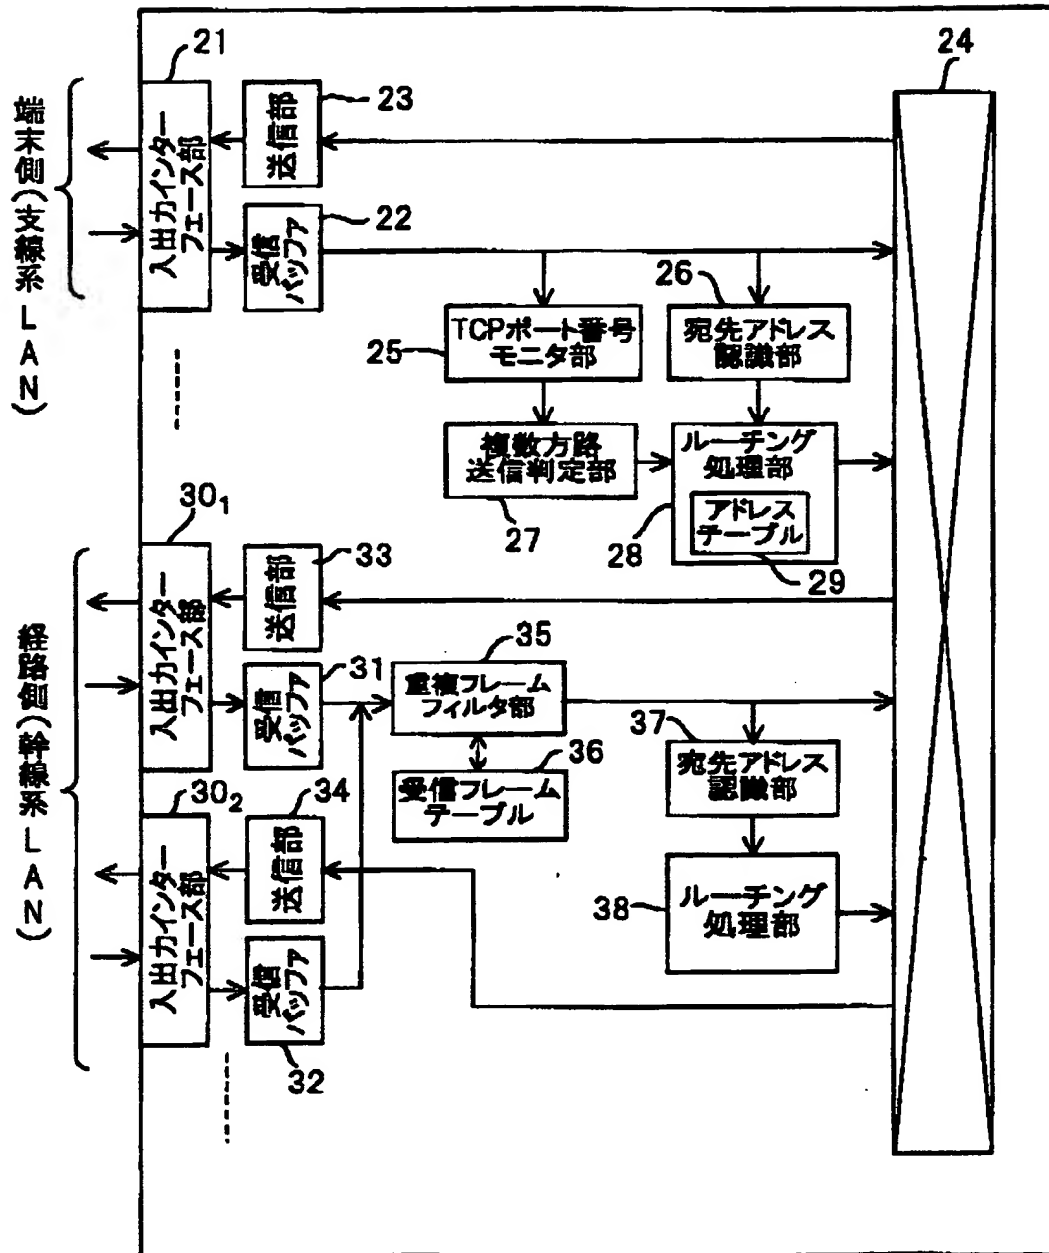 21
23
24
端末側(支線系LAN)
入出力インター
フェース部
送信部
22
受信
バッファ
26
25
TCPポート番号
モニタ部
宛先アドレス
認識部
複数方路
送信判定部
ルーチング
処理部
27
28
アドレス
テーブル
29
30₁
33
経路側(幹線系LAN)
入出力インター
フェース部
送信部
31
受信
バッファ
35
重複フレーム
フィルタ部
37
宛先アドレス
認識部
36
受信フレーム
テーブル
30₂
34
入出力インター
フェース部
送信部
38
ルーチング
処理部
受信
バッファ
32